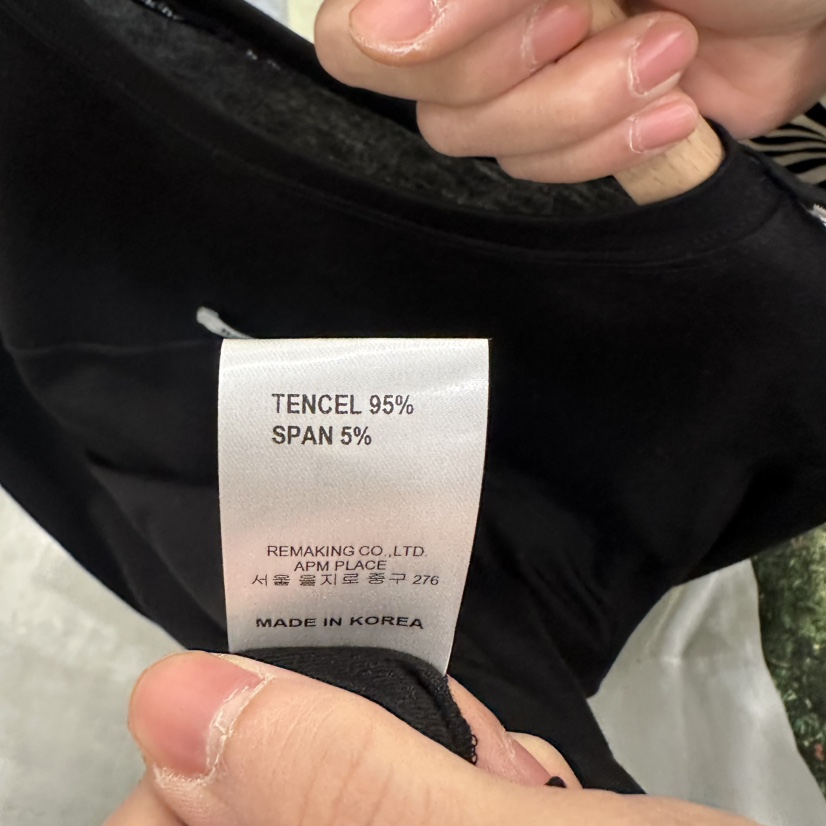 TENCEL 95%
SPAN 5%
REMAKING CO.,LTD.
APM PLACE
서울 을지로 중구 276
MADE IN KOREA